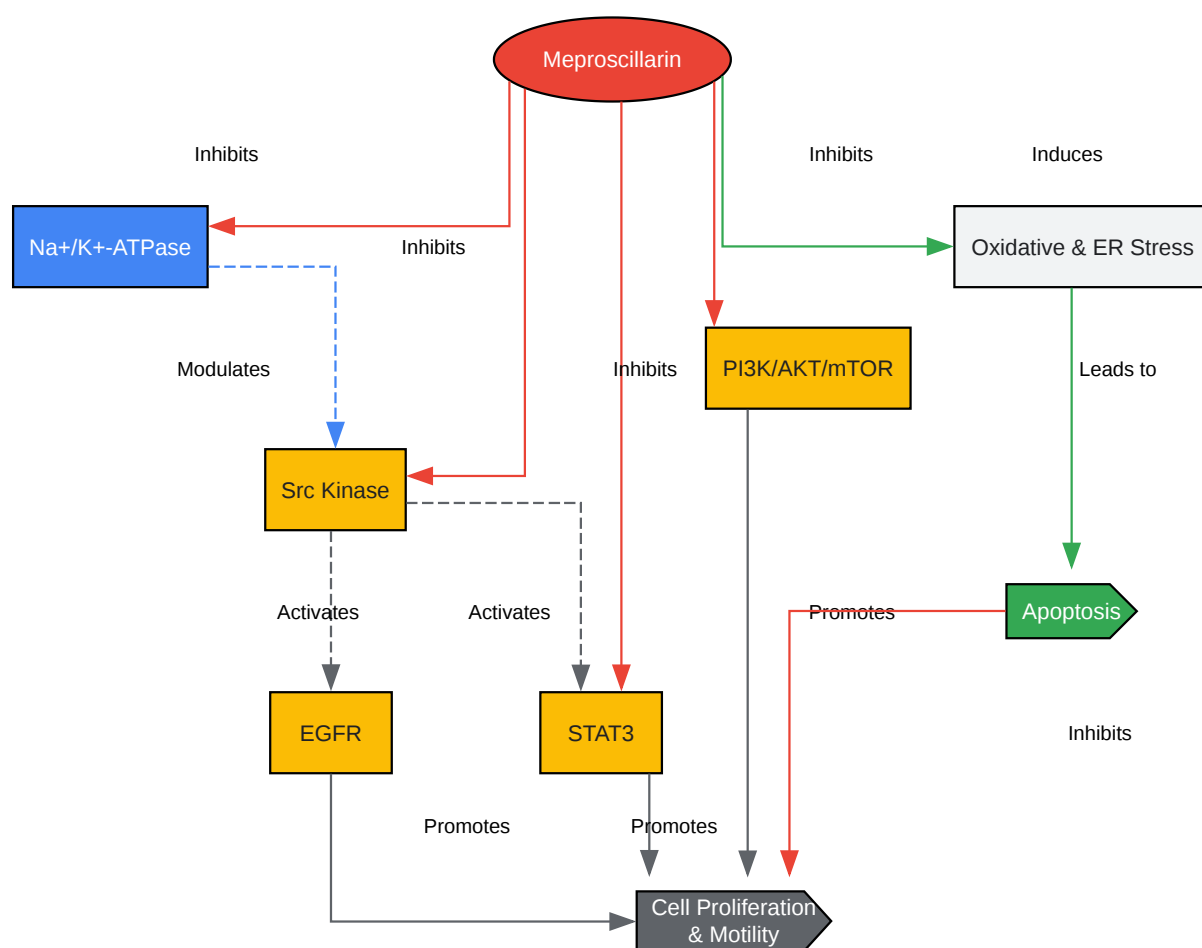 Meproscillarin
Inhibits
Inhibits
Induces
Na+/K+-ATPase
Inhibits
Oxidative & ER Stress
Modulates
Inhibits
PI3K/AKT/mTOR
Leads to
Src Kinase
Activates
Activates
Promotes
Apoptosis
EGFR
STAT3
Inhibits
Promotes
Promotes
Cell Proliferation
& Motility